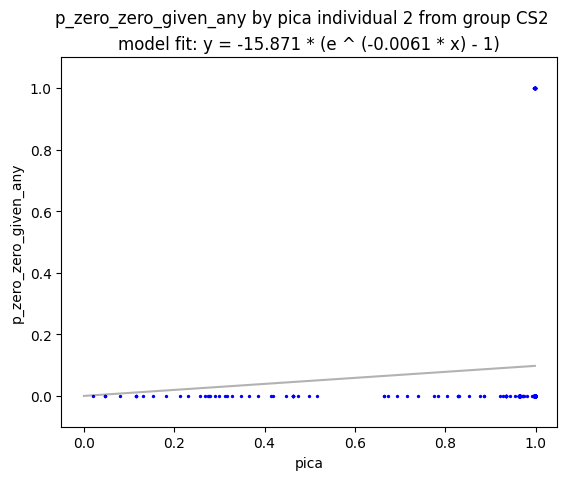 p_zero_zero_given_any by pica individual 2 from group CS2
model fit: y = -15.871 * (e ^ (-0.0061 * x) - 1)
1.0
0.8
0.6
0.4
0.2
0.0
p_zero_zero_given_any
0.0 0.2 0.4 0.6 0.8 1.0
pica